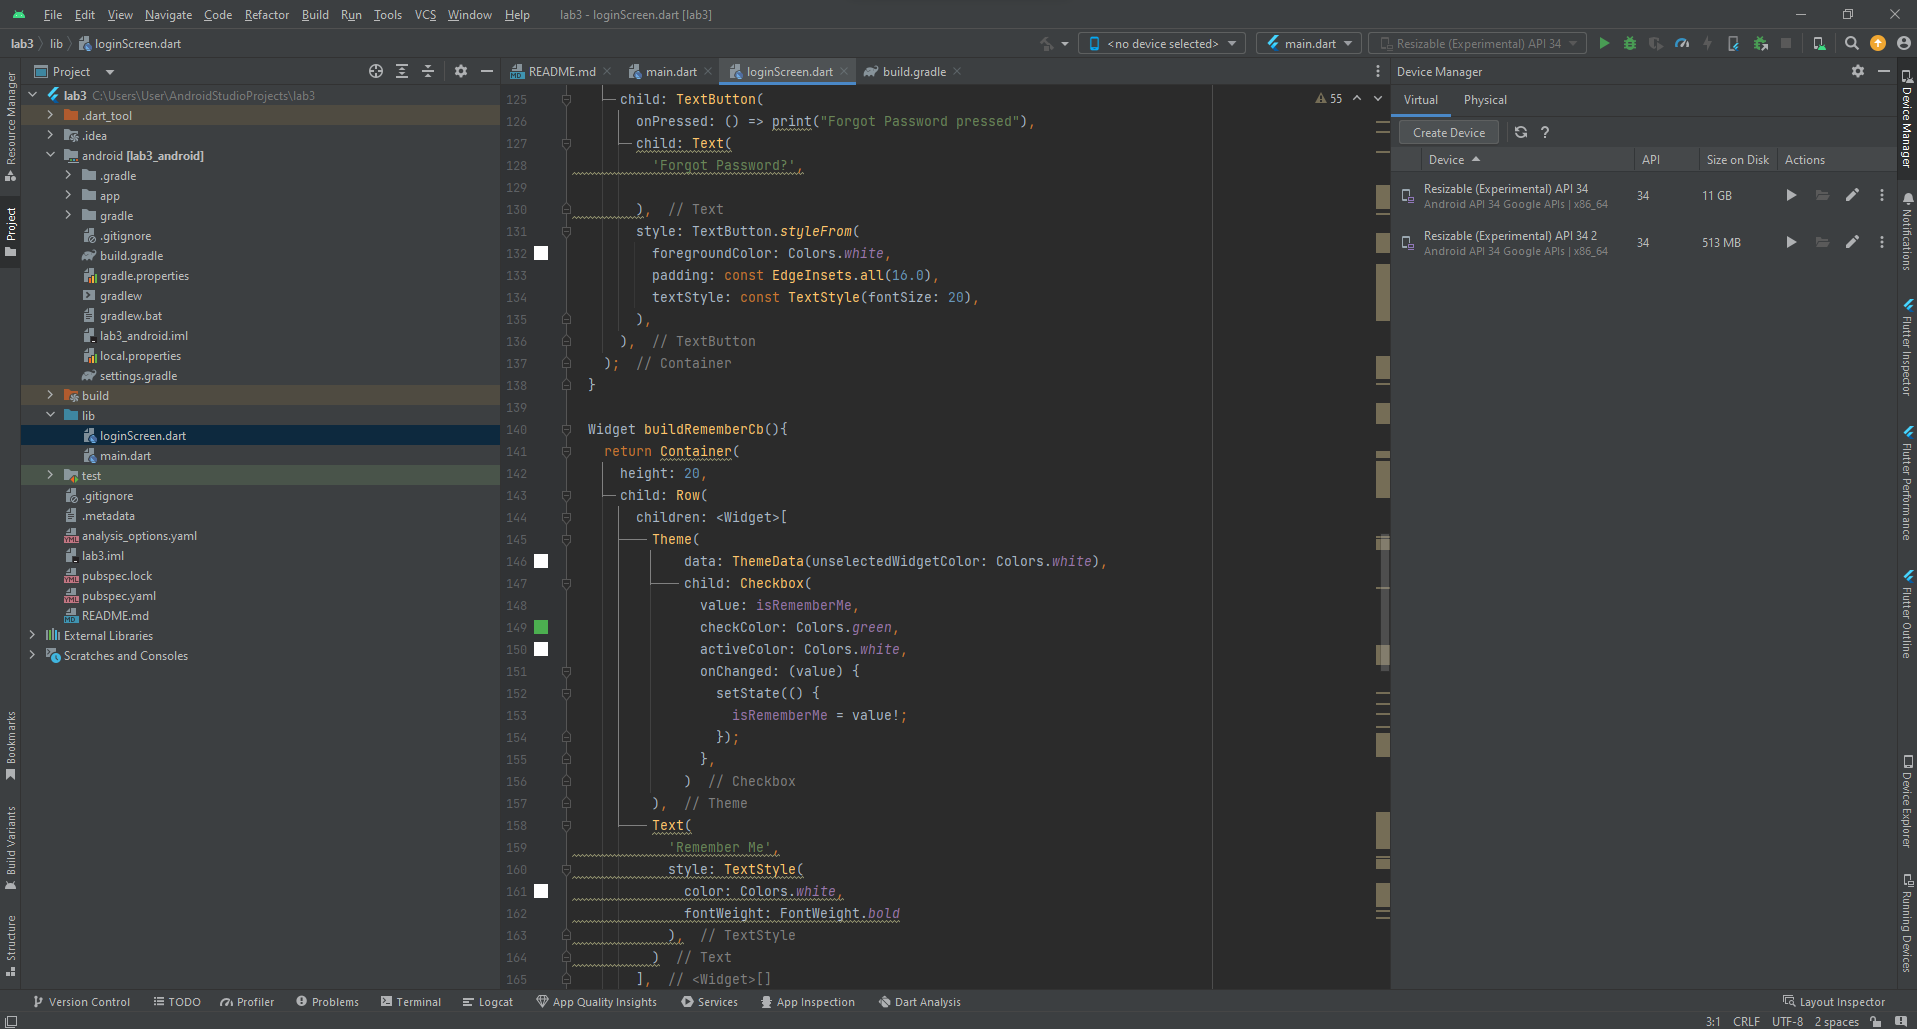 File Edit View Navigate Code Refactor Build Run Tools VCS Window Help lab3 - loginScreen.dart [lab3]
lab3 lib loginScreen.dart <no device selected> main.dart Resizable (Experimental) API 34
Project
README.md main.dart loginScreen.dart build.gradle
Device Manager
Resource Manager
Project
Bookmarks
Build Variants
Structure
lab3 C:\Users\User\AndroidStudioProjects\lab3
.dart_tool
.idea
android [lab3_android]
.gradle
app
gradle
.gitignore
build.gradle
gradle.properties
gradlew
gradlew.bat
lab3_android.iml
local.properties
settings.gradle
build
lib
loginScreen.dart
main.dart
test
.gitignore
.metadata
analysis_options.yaml
lab3.iml
pubspec.lock
pubspec.yaml
README.md
External Libraries
Scratches and Consoles
55
125 child: TextButton(
126 onPressed: () => print("Forgot Password pressed"),
127 child: Text(
128 'Forgot Password?',
129
130 ), // Text
131 style: TextButton.styleFrom(
132 foregroundColor: Colors.white,
133 padding: const EdgeInsets.all(16.0),
134 textStyle: const TextStyle(fontSize: 20),
135 ),
136 ), // TextButton
137 ); // Container
138 }
139
140 Widget buildRememberCb(){
141 return Container(
142 height: 20,
143 child: Row(
144 children: <Widget>[
145 Theme(
146 data: ThemeData(unselectedWidgetColor: Colors.white),
147 child: Checkbox(
148 value: isRememberMe,
149 checkColor: Colors.green,
150 activeColor: Colors.white,
151 onChanged: (value) {
152 setState(() {
153 isRememberMe = value!;
154 });
155 },
156 ) // Checkbox
157 ), // Theme
158 Text(
159 'Remember Me',
160 style: TextStyle(
161 color: Colors.white,
162 fontWeight: FontWeight.bold
163 ), // TextStyle
164 ) // Text
165 ], // <Widget>[]
Virtual Physical
Create Device ?
Device API Size on Disk Actions
Resizable (Experimental) API 34 34 11 GB
Android API 34 Google APIs | x86_64
Resizable (Experimental) API 34 2 34 513 MB
Android API 34 Google APIs | x86_64
Device Manager
Notifications
Flutter Inspector
Flutter Performance
Flutter Outline
Device Explorer
Running Devices
Version Control TODO Profiler Problems Terminal Logcat App Quality Insights Services App Inspection Dart Analysis Layout Inspector
3:1 CRLF UTF-8 2 spaces